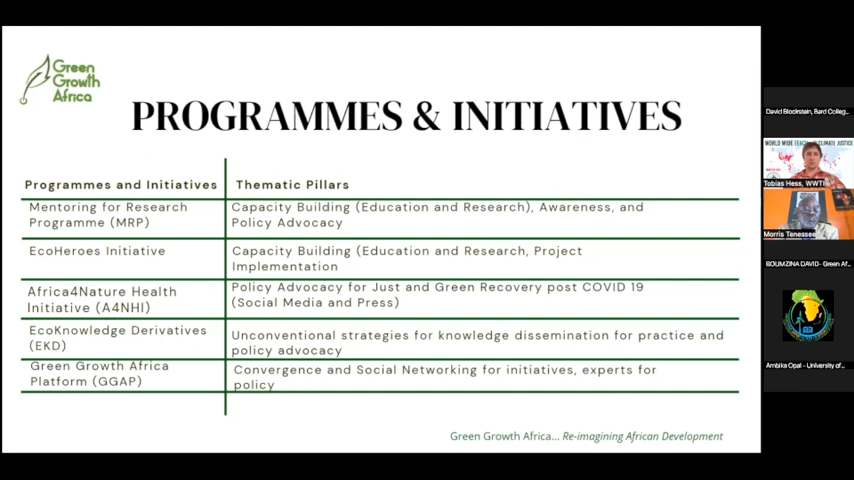 Green
Growth
Africa
PROGRAMMES & INITIATIVES
Programmes and Initiatives
Thematic Pillars
Mentoring for Research
Programme (MRP)
Capacity Building (Education and Research), Awareness, and
Policy Advocacy
EcoHeroes Initiative
Capacity Building (Education and Research, Project
Implementation
Africa4Nature Health
Initiative (A4NHI)
Policy Advocacy for Just and Green Recovery post COVID 19
(Social Media and Press)
EcoKnowledge Derivatives
(EKD)
Unconventional strategies for knowledge dissemination for practice and
policy advocacy
Green Growth Africa
Platform (GGAP)
Convergence and Social Networking for initiatives, experts for
policy
Green Growth Africa... Re-imagining African Development
David Blockstein, Bard Colleg...
WORLD WIDE CLIMATE JUSTICE
Tobias Hess, WWTI
Morris Tenessee
BOUMZINA DAVID- Green Af...
Ambika Opal - University of...